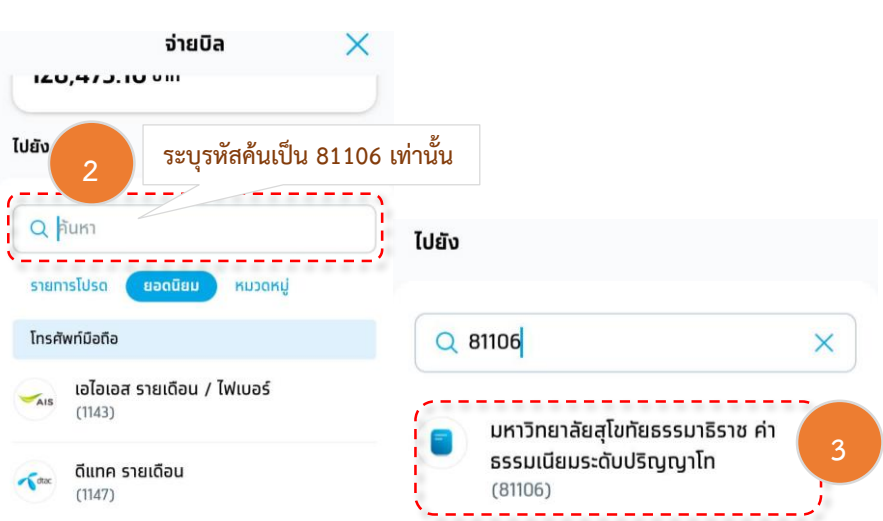 จ่ายบิล
บาท
ไปยัง
2
ระบุรหัสค้นเป็น 81106 เท่านั้น
ค้นหา
รายการโปรด ยอดนิยม หมวดหมู่
โทรศัพท์มือถือ
AIS
เอไอเอส รายเดือน / ไฟเบอร์
(1143)
dtac
ดีแทค รายเดือน
(1147)
ไปยัง
81106
มหาวิทยาลัยสุโขทัยธรรมาธิราช ค่า
ธรรมเนียมระดับปริญญาโท
(81106)
3